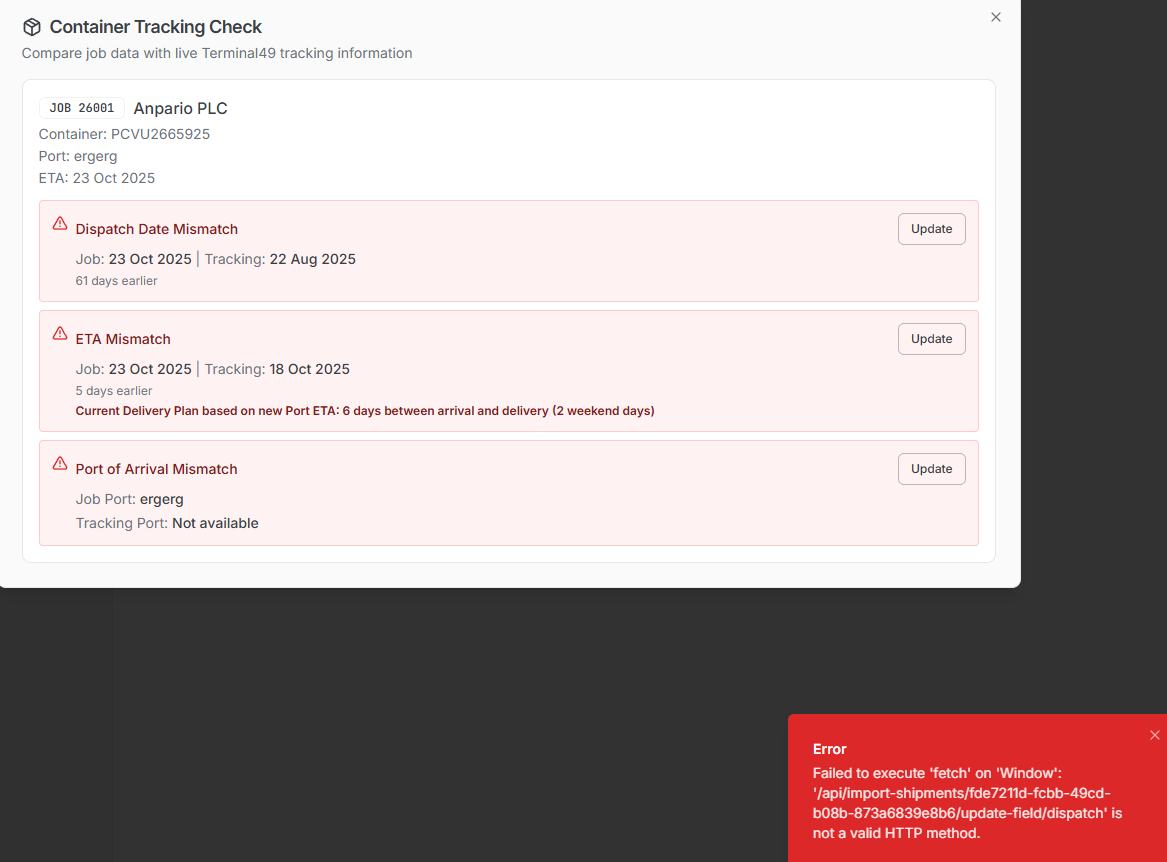 Container Tracking Check
Compare job data with live Terminal49 tracking information
JOB 26001 Anpario PLC
Container: PCVU2665925
Port: ergerg
ETA: 23 Oct 2025
Dispatch Date Mismatch
Update
Job: 23 Oct 2025 | Tracking: 22 Aug 2025
61 days earlier
ETA Mismatch
Update
Job: 23 Oct 2025 | Tracking: 18 Oct 2025
5 days earlier
Current Delivery Plan based on new Port ETA: 6 days between arrival and delivery (2 weekend days)
Port of Arrival Mismatch
Update
Job Port: ergerg
Tracking Port: Not available
Error
Failed to execute 'fetch' on 'Window':
'/api/import-shipments/fde7211d-fcbb-49cd-
b08b-873a6839e8b6/update-field/dispatch' is
not a valid HTTP method.